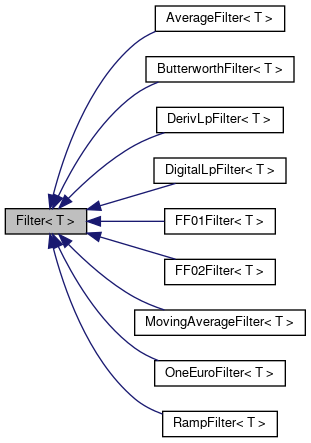 AverageFilter< T >
ButterworthFilter< T >
DerivLpFilter< T >
DigitalLpFilter< T >
Filter< T >
FF01Filter< T >
FF02Filter< T >
MovingAverageFilter< T >
OneEuroFilter< T >
RampFilter< T >